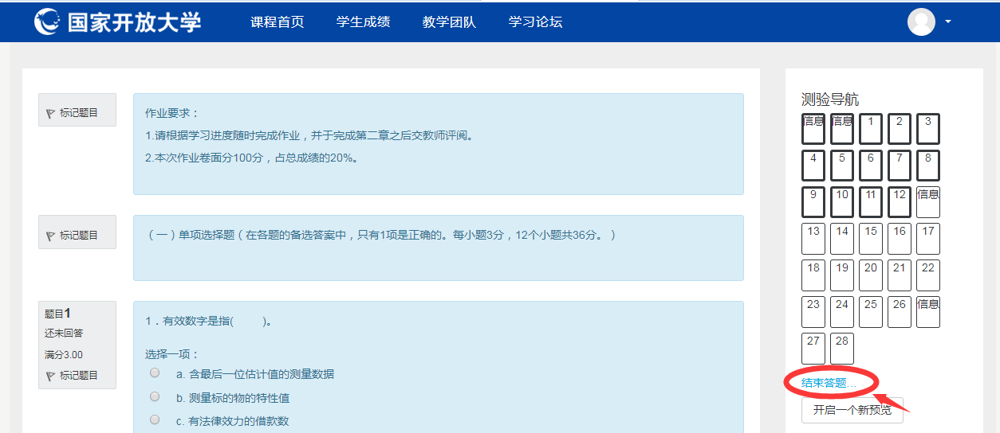 国家开放大学 课程首页 学生成绩 教学团队 学习论坛
标记题目
作业要求：
1.请根据学习进度随时完成作业，并于完成第二章之后交教师评阅。
2.本次作业卷面分100分，占总成绩的20%。
标记题目
（一）单项选择题（在各题的备选答案中，只有1项是正确的。每小题3分，12个小题共36分。）
题目1
还未回答
满分3.00
标记题目
1．有效数字是指(　　)。
选择一项：
a. 含最后一位估计值的测量数据
b. 测量标的物的特性值
c. 有法律效力的借款数
测验导航
信息 信息 1 2 3
4 5 6 7 8
9 10 11 12 信息
13 14 15 16 17
18 19 20 21 22
23 24 25 26 信息
27 28
结束答题...
开启一个新预览